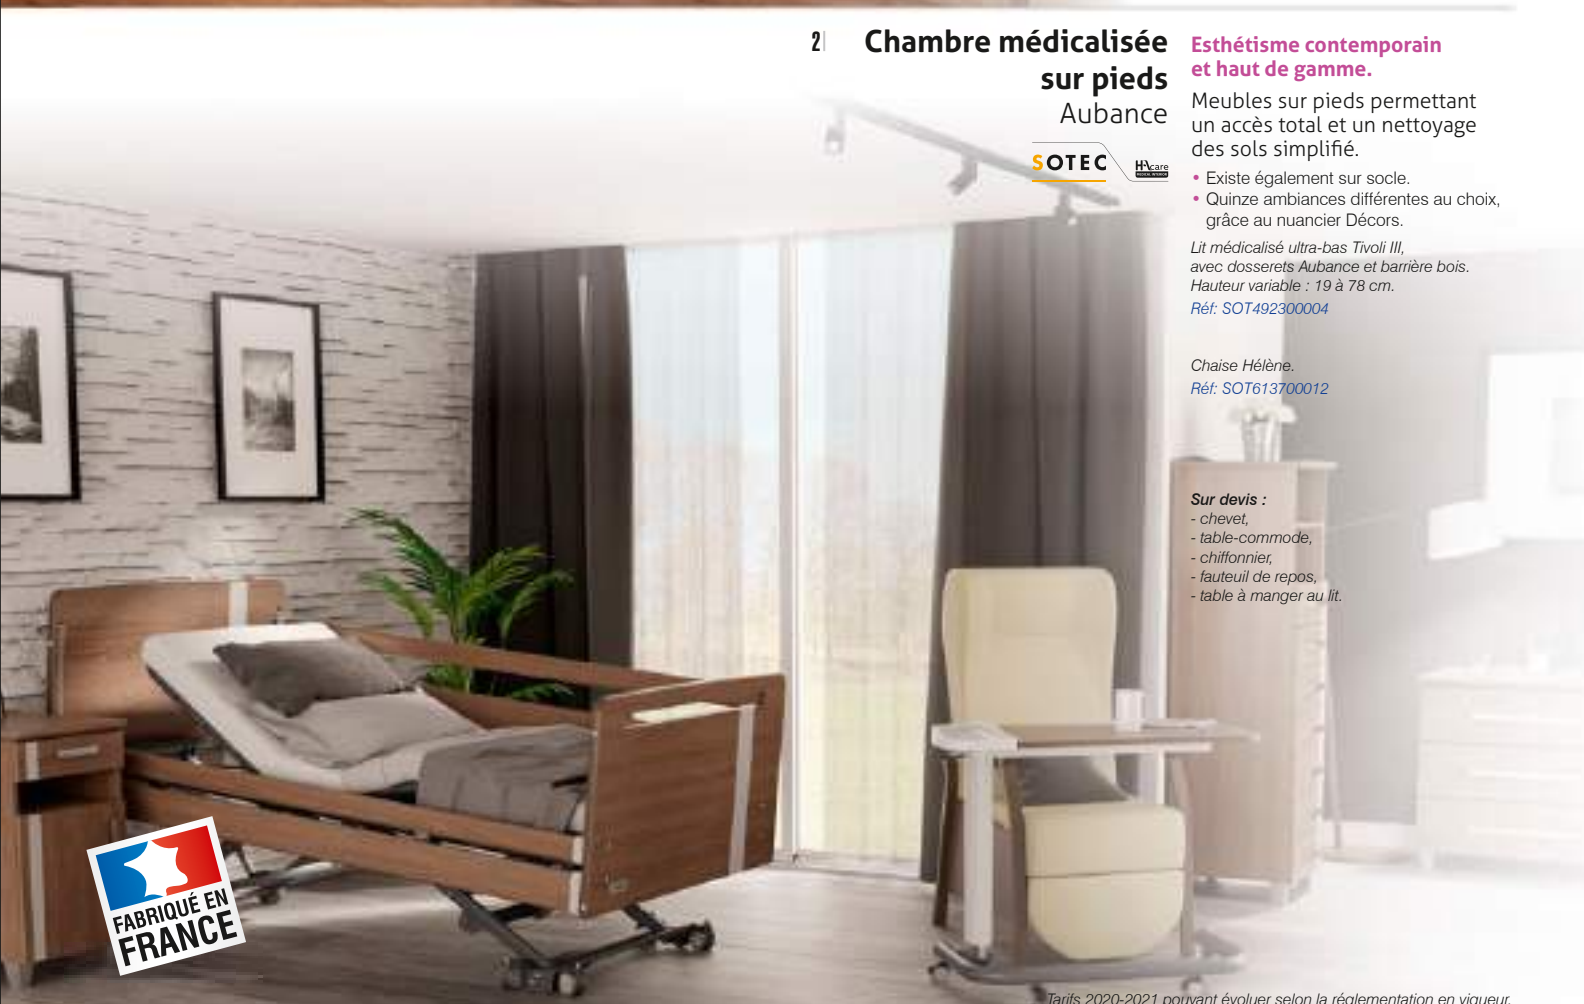 2
Chambre médicalisée
sur pieds
Aubance
SOTEC
H·care
MEDICAL INTERIOR
Esthétisme contemporain
et haut de gamme.
Meubles sur pieds permettant
un accès total et un nettoyage
des sols simplifié.
• Existe également sur socle.
• Quinze ambiances différentes au choix,
grâce au nuancier Décors.
Lit médicalisé ultra-bas Tivoli III,
avec dosserets Aubance et barrière bois.
Hauteur variable : 19 à 78 cm.
Réf: SOT492300004
Chaise Hélène.
Réf: SOT613700012
Sur devis :
- chevet,
- table-commode,
- chiffonnier,
- fauteuil de repos,
- table à manger au lit.
FABRIQUÉ EN
FRANCE
Tarifs 2020-2021 pouvant évoluer selon la réglementation en vigueur.